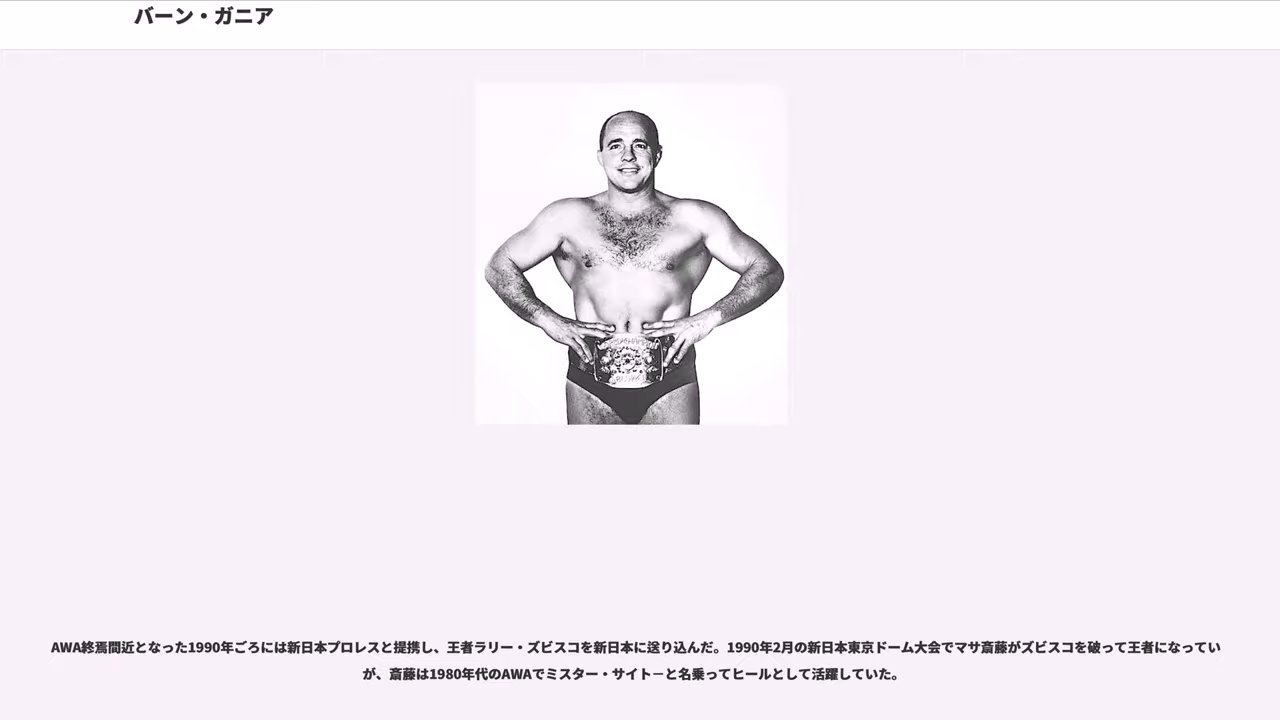 バーン・ガニア
AWA終焉間近となった1990年ごろには新日本プロレスと提携し、王者ラリー・ズビスコを新日本に送り込んだ。1990年2月の新日本東京ドーム大会でマサ斎藤がズビスコを破って王者になってい
が、斎藤は1980年代のAWAでミスター・サイト—と名乗ってヒールとして活躍していた。